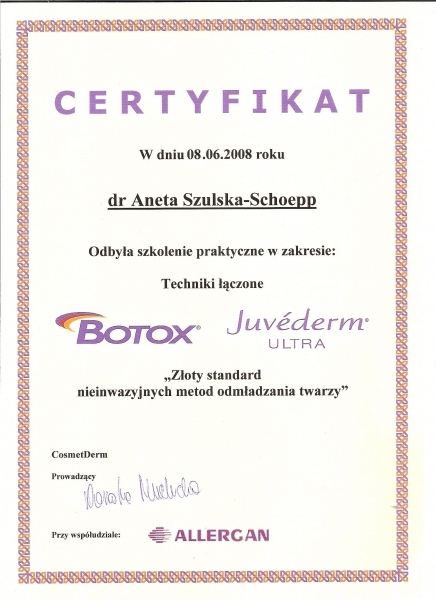 CERTYFIKAT
W dniu 08.06.2008 roku
dr Aneta Szulska-Schoepp
Odbyła szkolenie praktyczne w zakresie:
Techniki łączone
BOTOX® Juvéderm®
ULTRA
„Złoty standard
nieinwazyjnych metod odmładzania twarzy”
CosmetDerm
Prowadzący
Przy współudziale: ALLERGAN